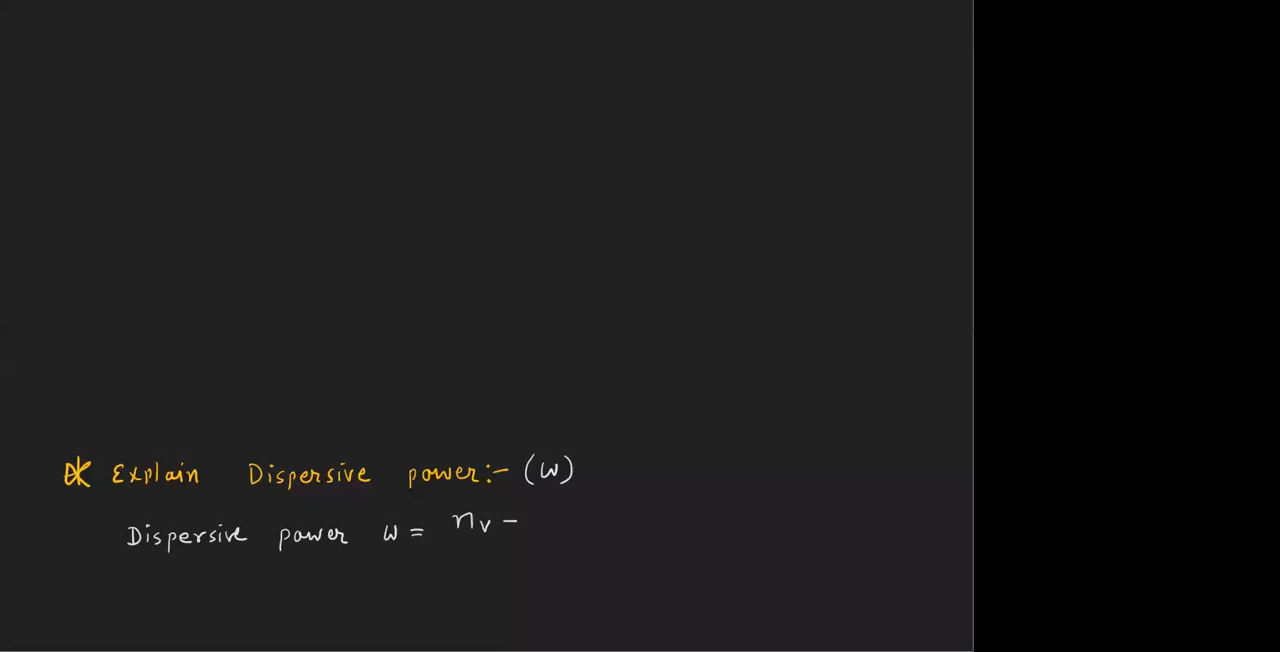 * Explain Dispersive power:- (ω)
Dispersive power ω = nᵥ -